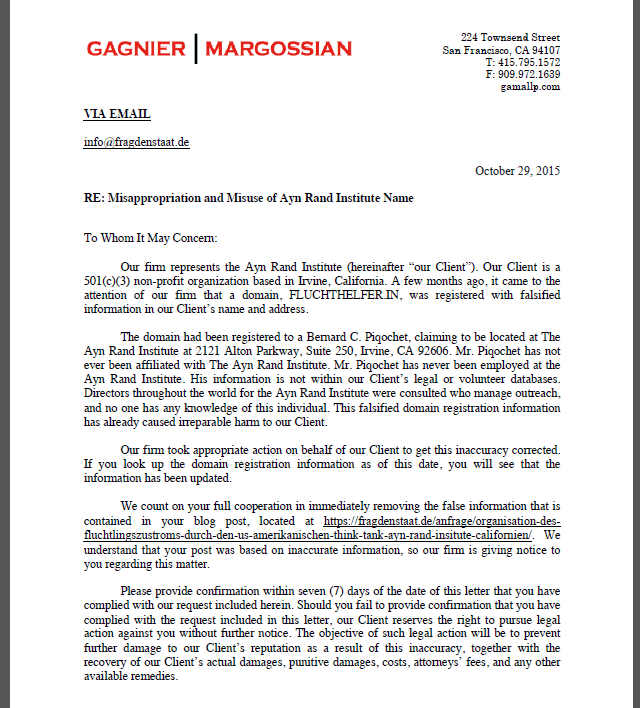 GAGNIER | MARGOSSIAN
224 Townsend Street
San Francisco, CA 94107
T: 415.795.1572
F: 909.972.1639
gamallp.com
VIA EMAIL
info@fragdenstaat.de
October 29, 2015
RE: Misappropriation and Misuse of Ayn Rand Institute Name
To Whom It May Concern:
Our firm represents the Ayn Rand Institute (hereinafter “our Client”). Our Client is a
501(c)(3) non-profit organization based in Irvine, California. A few months ago, it came to the
attention of our firm that a domain, FLUCHTHELFER.IN, was registered with falsified
information in our Client’s name and address.
The domain had been registered to a Bernard C. Piqochet, claiming to be located at The
Ayn Rand Institute at 2121 Alton Parkway, Suite 250, Irvine, CA 92606. Mr. Piqochet has not
ever been affiliated with The Ayn Rand Institute. Mr. Piqochet has never been employed at the
Ayn Rand Institute. His information is not within our Client’s legal or volunteer databases.
Directors throughout the world for the Ayn Rand Institute were consulted who manage outreach,
and no one has any knowledge of this individual. This falsified domain registration information
has already caused irreparable harm to our Client.
Our firm took appropriate action on behalf of our Client to get this inaccuracy corrected.
If you look up the domain registration information as of this date, you will see that the
information has been updated.
We count on your full cooperation in immediately removing the false information that is
contained in your blog post, located at https://fragdenstaat.de/anfrage/organisation-des-
fluchtlingszustroms-durch-den-us-amerikanischen-think-tank-ayn-rand-insitute-californien/. We
understand that your post was based on inaccurate information, so our firm is giving notice to
you regarding this matter.
Please provide confirmation within seven (7) days of the date of this letter that you have
complied with our request included herein. Should you fail to provide confirmation that you have
complied with the request included in this letter, our Client reserves the right to pursue legal
action against you without further notice. The objective of such legal action will be to prevent
further damage to our Client’s reputation as a result of this inaccuracy, together with the
recovery of our Client’s actual damages, punitive damages, costs, attorneys’ fees, and any other
available remedies.